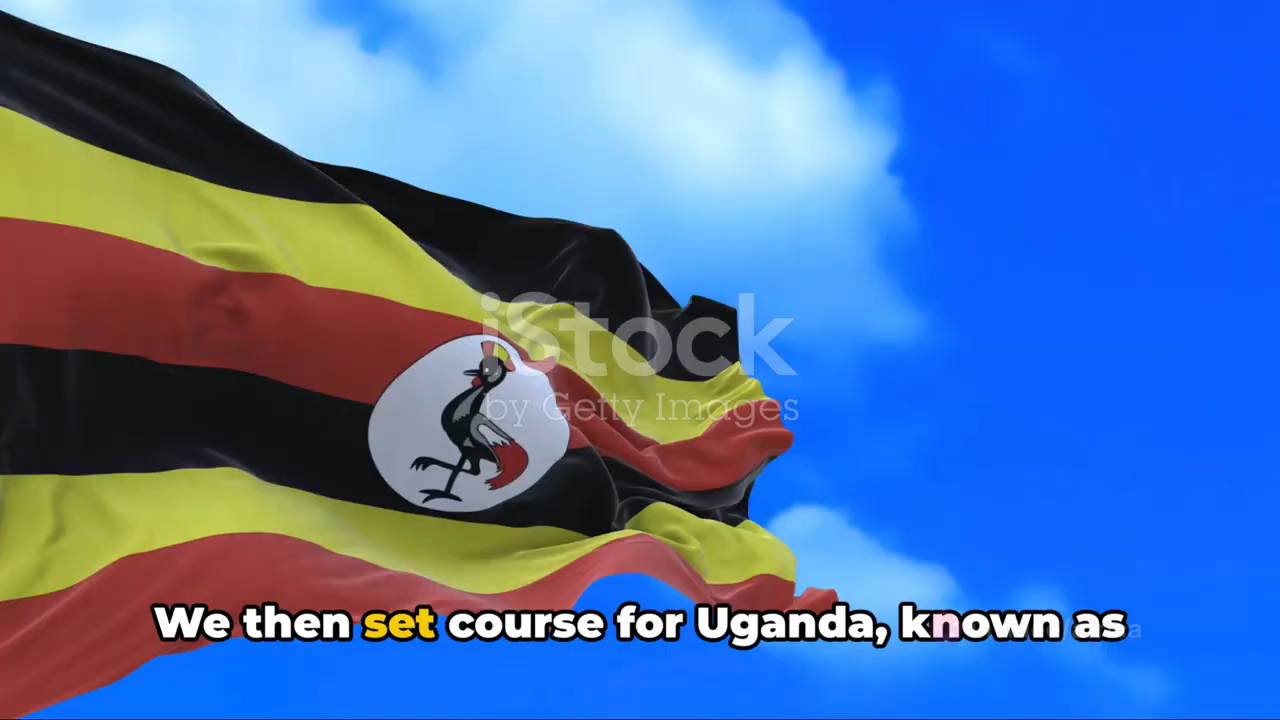 iStock
by Getty Images
We then set course for Uganda, known as